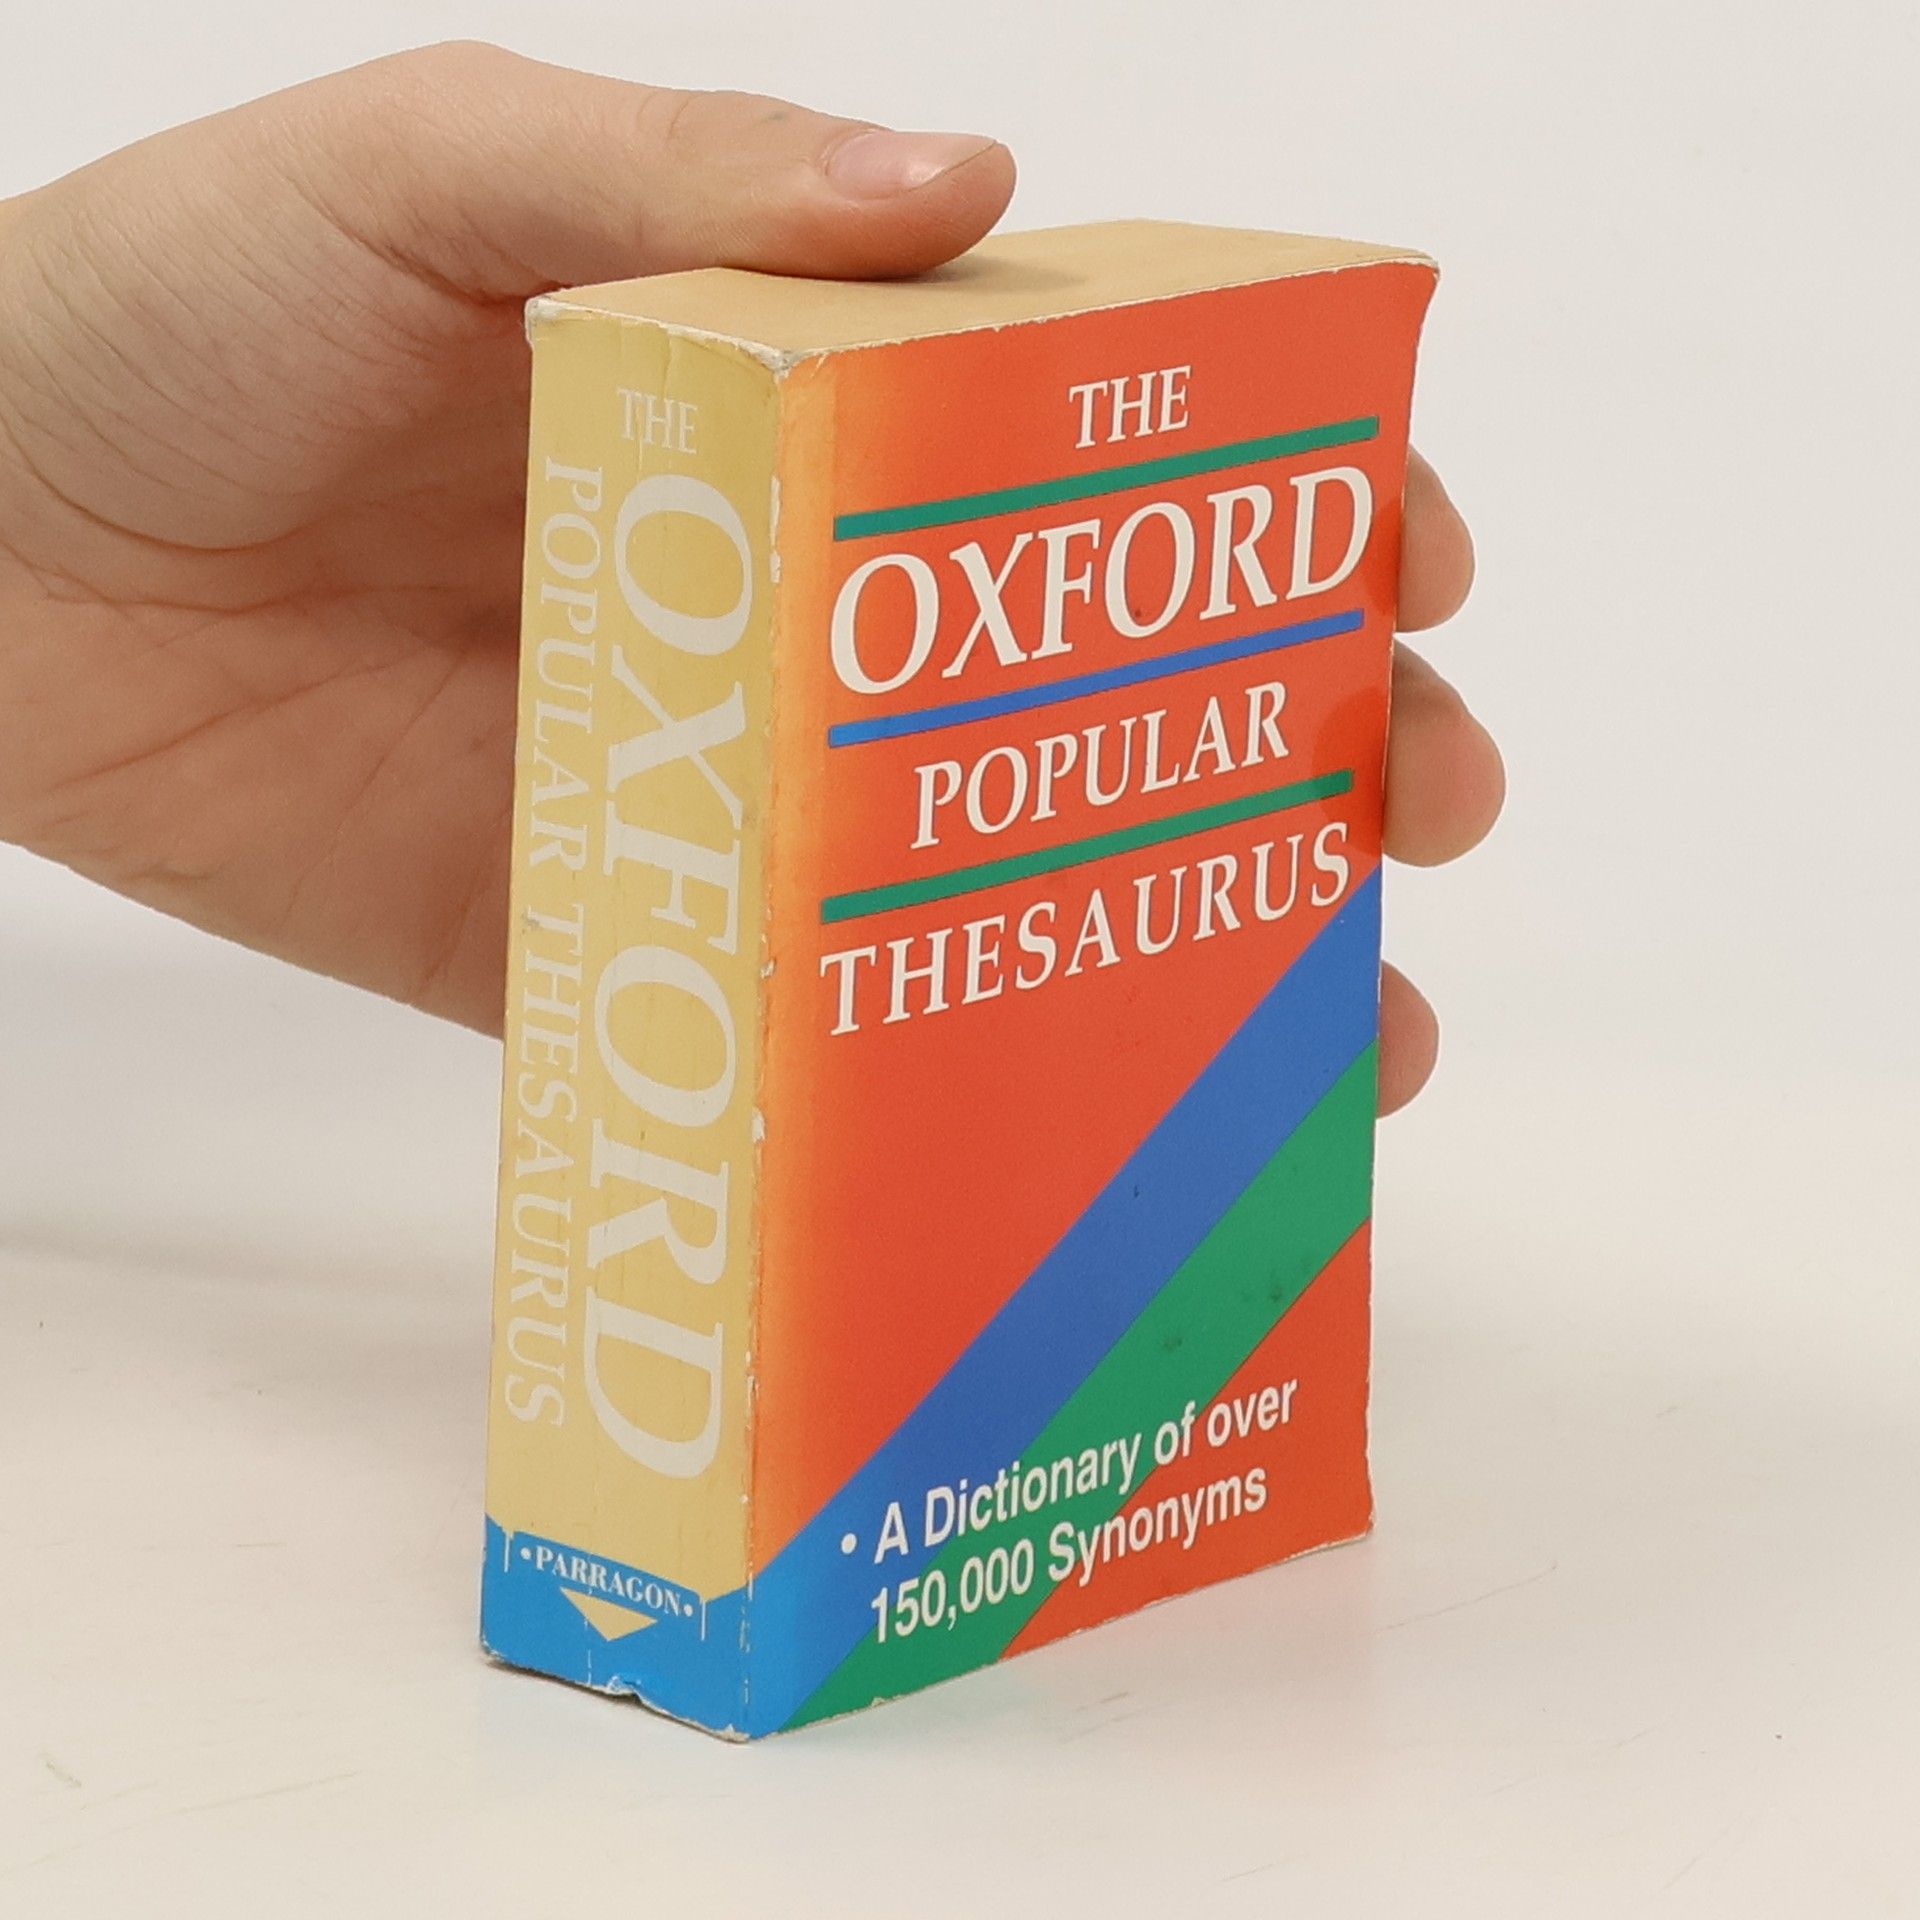 THE
OXFORD
POPULAR THESAURUS
•PARRAGON•
THE
OXFORD
POPULAR
THESAURUS
• A Dictionary of over
150,000 Synonyms